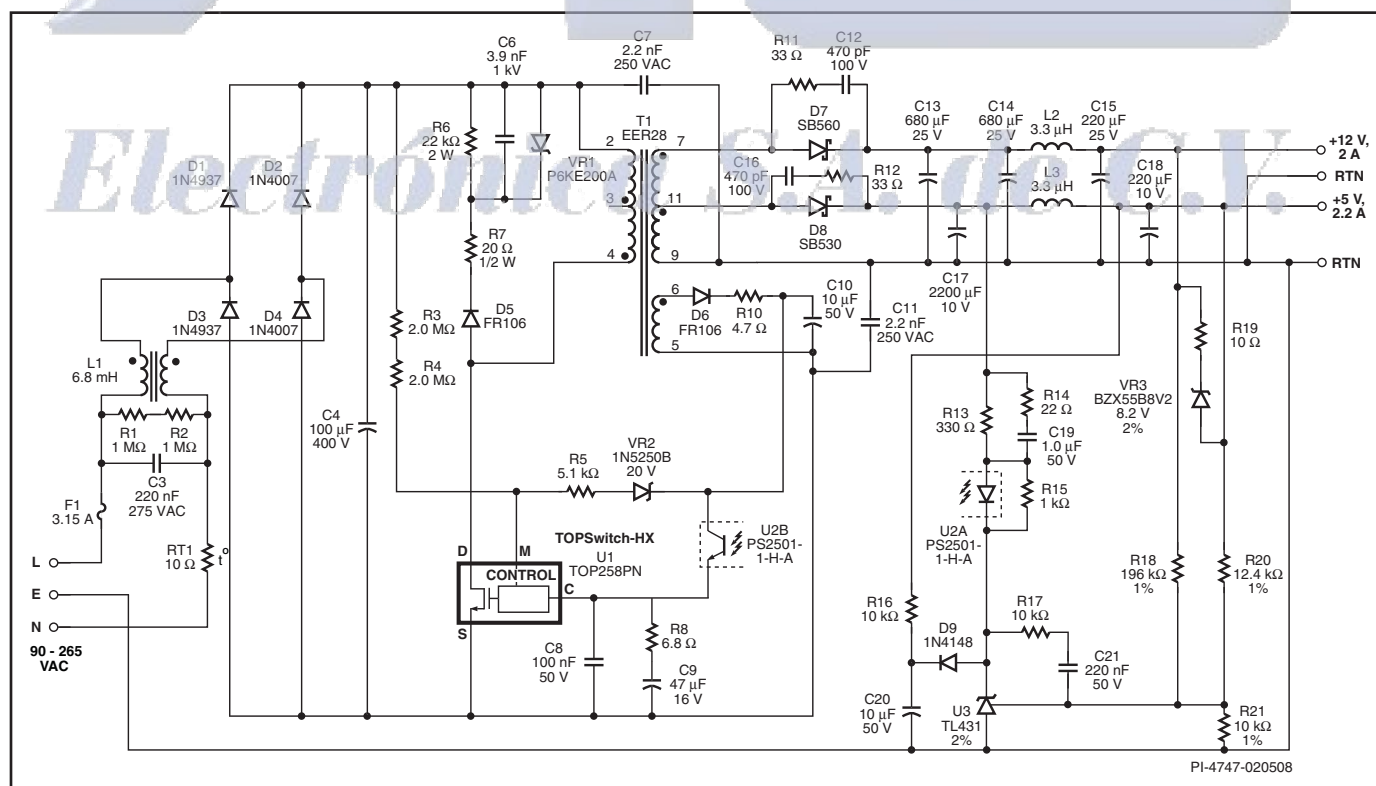 C6
3.9 nF
1 kV
C7
2.2 nF
250 VAC
R11
33 Ω
C12
470 pF
100 V
D7
SB560
C13
680 µF
25 V
C14
680 µF
25 V
L2
3.3 µH
C15
220 µF
25 V
+12 V,
2 A
RTN
+5 V,
2.2 A
RTN
T1
EER28
2
7
3
11
4
9
6
5
R6
22 kΩ
2 W
VR1
P6KE200A
C16
470 pF
100 V
R12
33 Ω
L3
3.3 µH
C18
220 µF
10 V
D1
1N4937
D2
1N4007
Electrónica S.A. de C.V.
D8
SB530
R7
20 Ω
1/2 W
C17
2200 µF
10 V
D3
1N4937
D4
1N4007
D5
FR106
D6
FR106
R10
4.7 Ω
C10
10 µF
50 V
C11
2.2 nF
250 VAC
R3
2.0 MΩ
R4
2.0 MΩ
R19
10 Ω
VR3
BZX55B8V2
8.2 V
2%
L1
6.8 mH
R1
1 MΩ
R2
1 MΩ
C3
220 nF
275 VAC
C4
100 µF
400 V
R13
330 Ω
R14
22 Ω
C19
1.0 µF
50 V
R15
1 kΩ
R5
5.1 kΩ
VR2
1N5250B
20 V
F1
3.15 A
RT1
10 Ω
t°
U2B
PS2501-
1-H-A
U2A
PS2501-
1-H-A
L
E
N
90 - 265
VAC
D
M
TOPSwitch-HX
U1
TOP258PN
CONTROL
C
S
R18
196 kΩ
1%
R20
12.4 kΩ
1%
R16
10 kΩ
R17
10 kΩ
D9
1N4148
C8
100 nF
50 V
R8
6.8 Ω
C9
47 µF
16 V
C21
220 nF
50 V
C20
10 µF
50 V
U3
TL431
2%
R21
10 kΩ
1%
PI-4747-020508